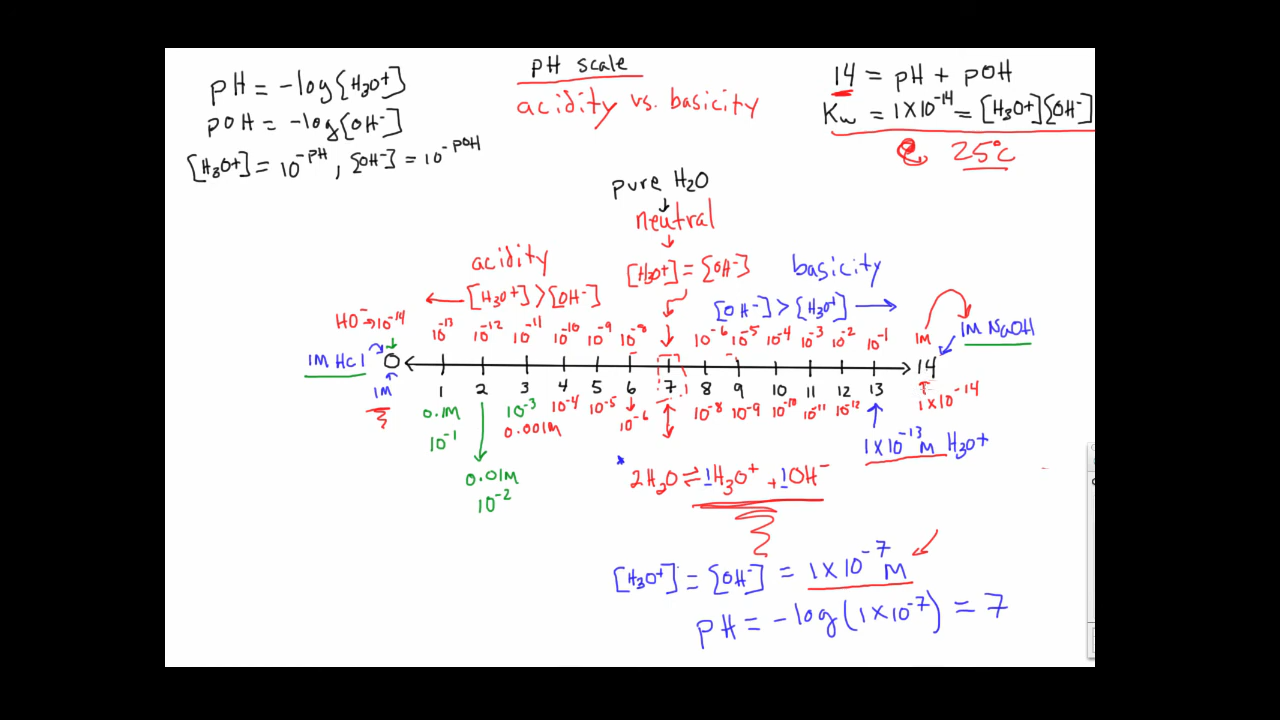 pH scale
acidity vs. basicity
pH = -log[H₃O⁺]
pOH = -log[OH⁻]
[H₃O⁺] = 10⁻ᵖᴴ, [OH⁻] = 10⁻ᵖᴼᴴ
14 = pH + pOH
Kw = 1X10⁻¹⁴ = [H₃O⁺][OH⁻]
@ 25°C
pure H₂O
neutral
[H₃O⁺] = [OH⁻]
acidity
[H₃O⁺] > [OH⁻]
basicity
[OH⁻] > [H₃O⁺]
HO⁻ → 10⁻¹⁴ 10⁻¹³ 10⁻¹² 10⁻¹¹ 10⁻¹⁰ 10⁻⁹ 10⁻⁸ 10⁻⁶ 10⁻⁵ 10⁻⁴ 10⁻³ 10⁻² 10⁻¹ 1M
1M NaOH
1M HCl 0 14
1M 1 2 3 4 5 6 7 8 9 10 11 12 13
0.1M 10⁻³ 10⁻⁴ 10⁻⁵ 10⁻⁶ 10⁻⁸ 10⁻⁹ 10⁻¹⁰ 10⁻¹¹ 10⁻¹² 1X10⁻¹⁴
10⁻¹ 0.001M
1X10⁻¹³ M H₃O⁺
0.01M
10⁻²
2H₂O ⇌ 1H₃O⁺ + 1OH⁻
[H₃O⁺] = [OH⁻] = 1X10⁻⁷ M
pH = -log(1X10⁻⁷) = 7